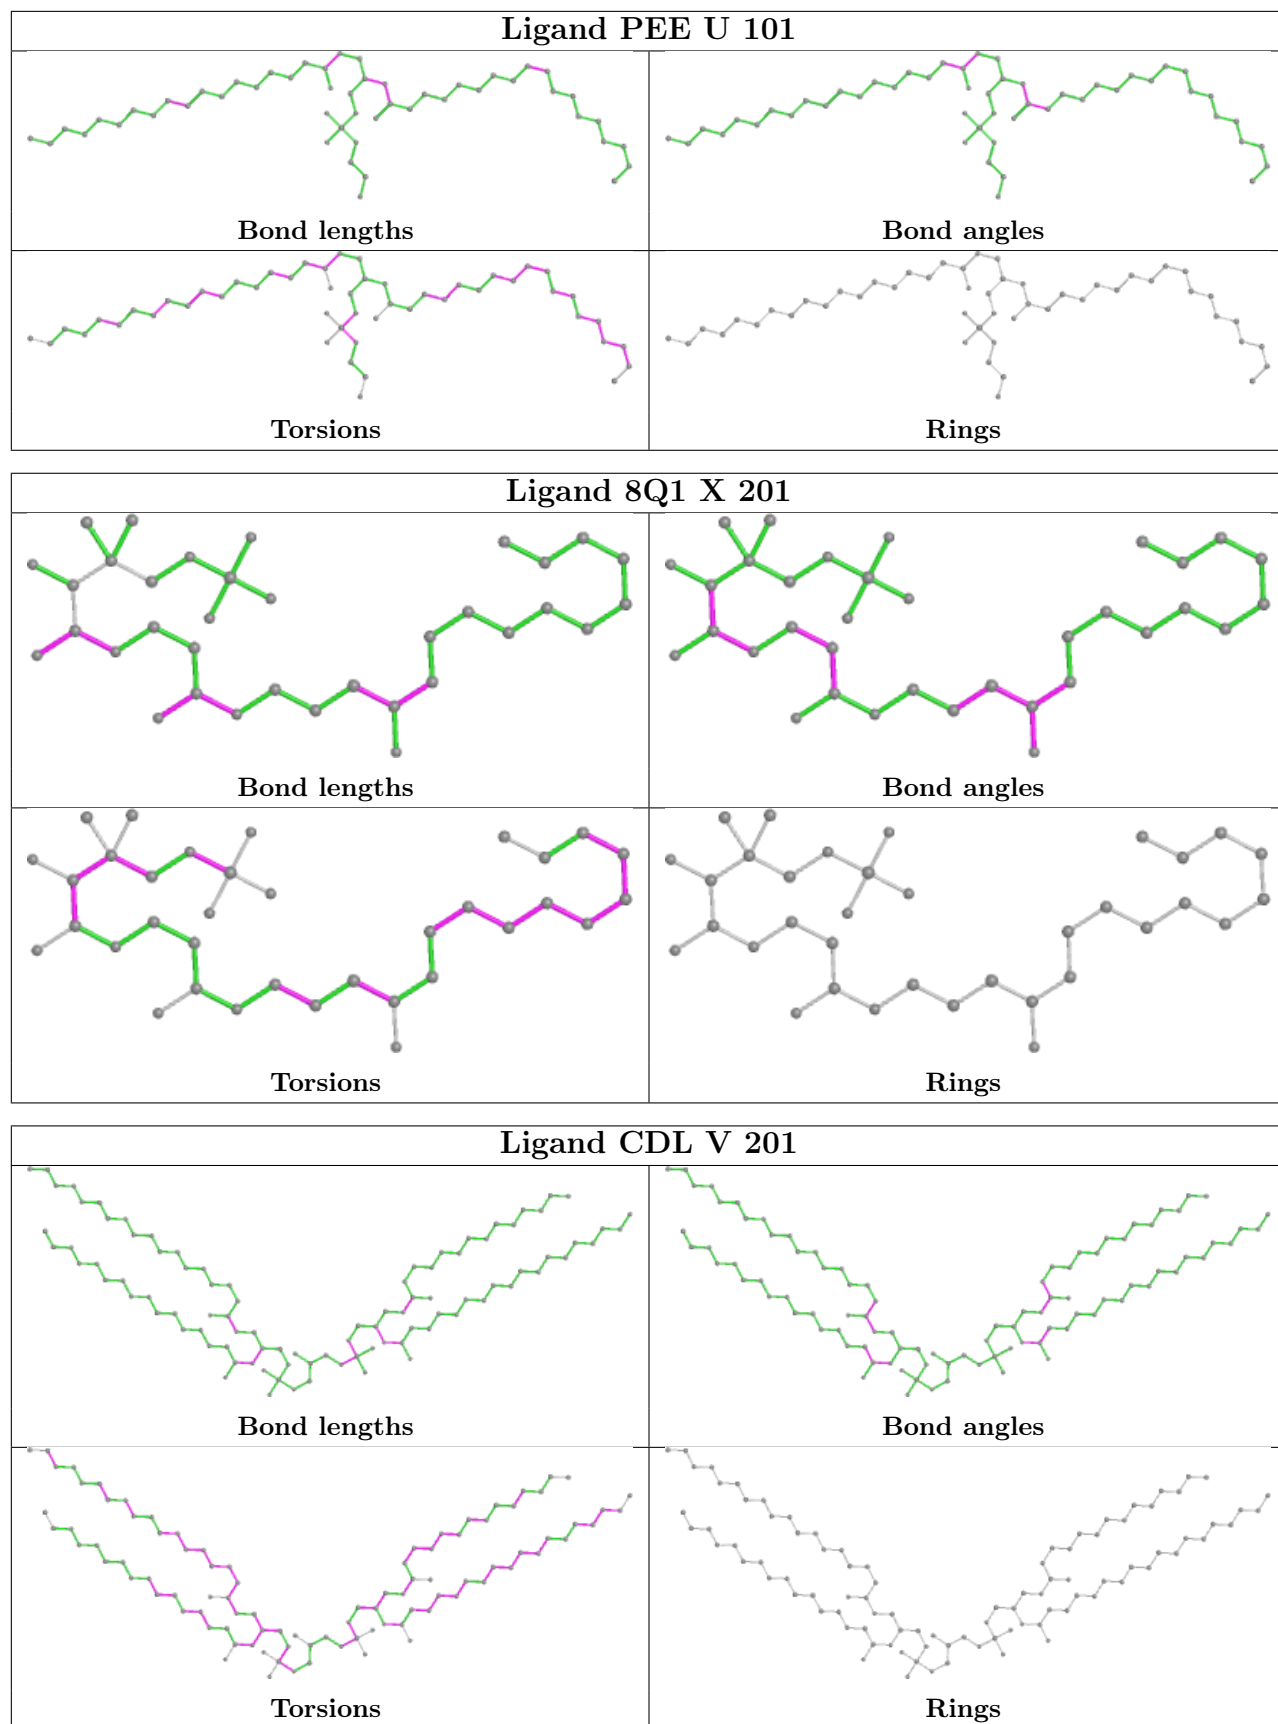 Ligand PEE U 101
Bond lengths
Bond angles
Torsions
Rings
Ligand 8Q1 X 201
Bond lengths
Bond angles
Torsions
Rings
Ligand CDL V 201
Bond lengths
Bond angles
Torsions
Rings